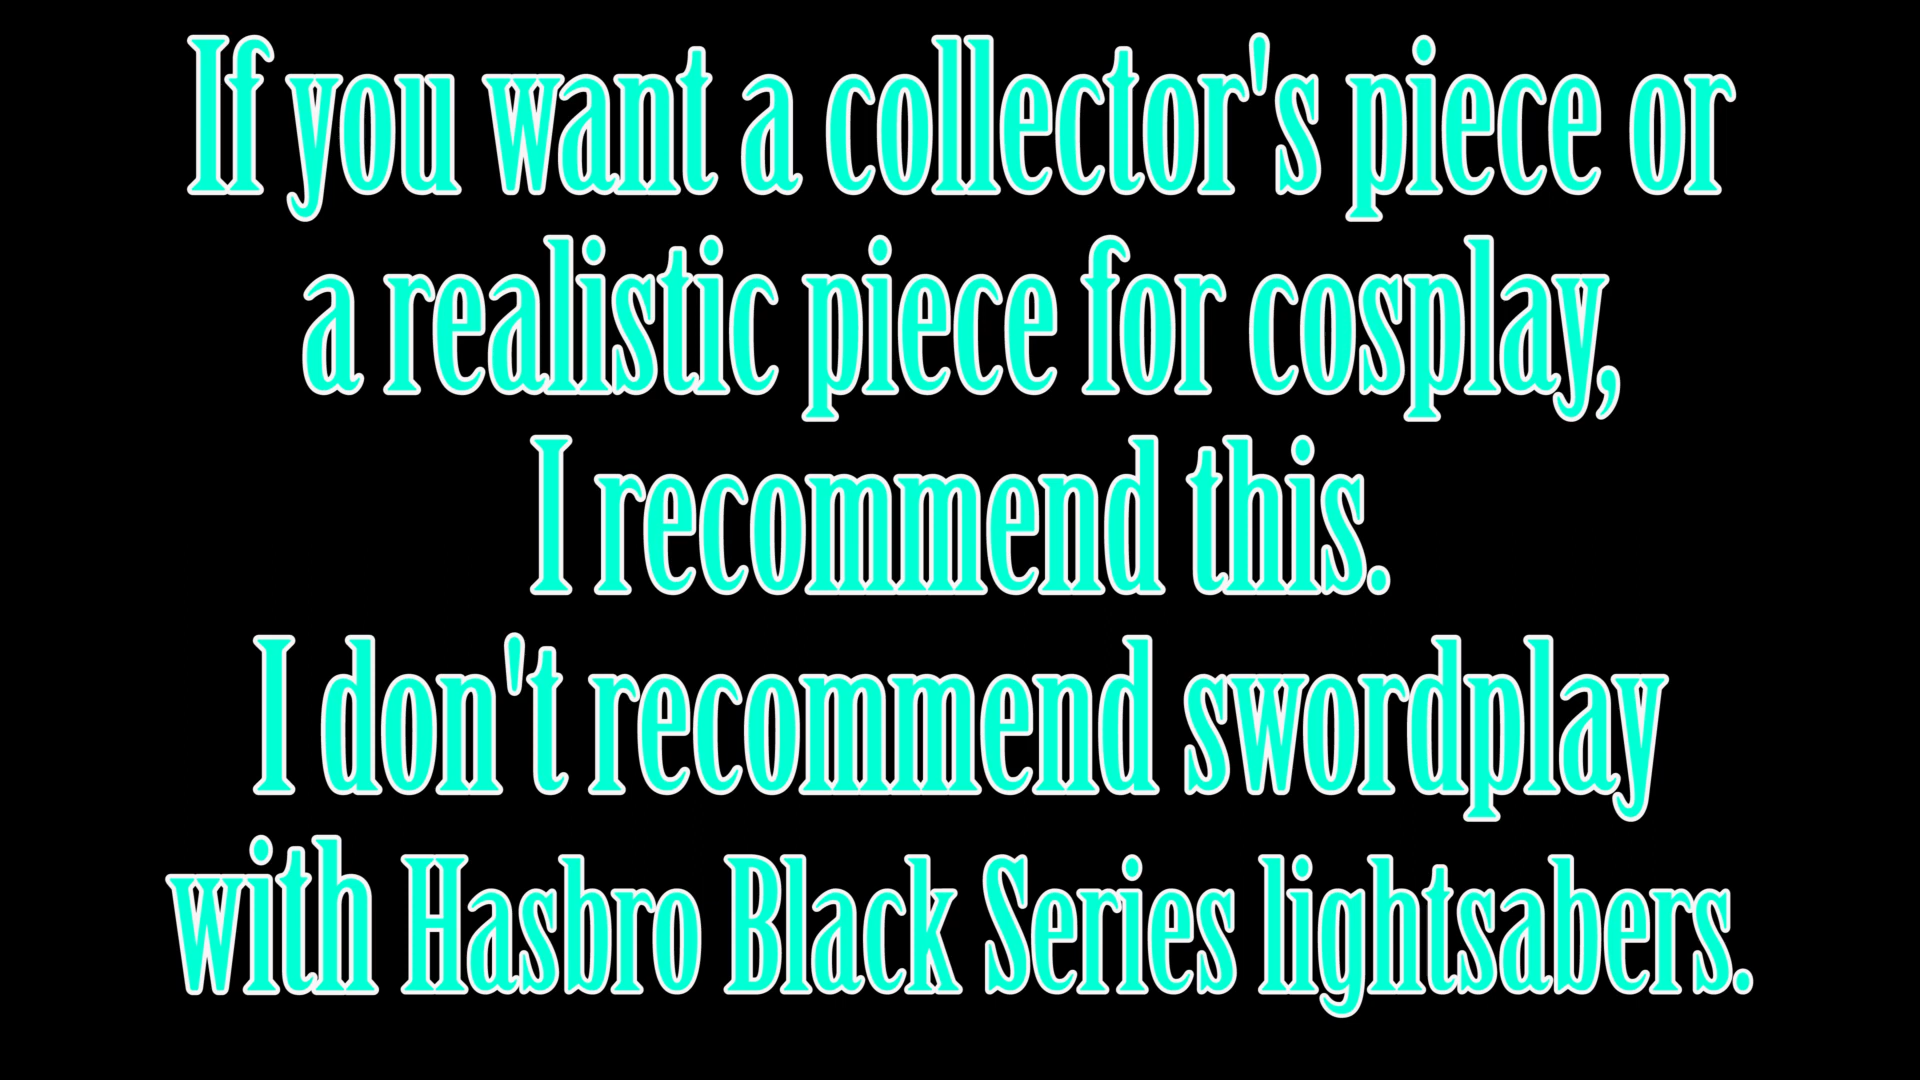 If you want a collector's piece or
a realistic piece for cosplay,
I recommend this.
I don't recommend swordplay
with Hasbro Black Series lightsabers.